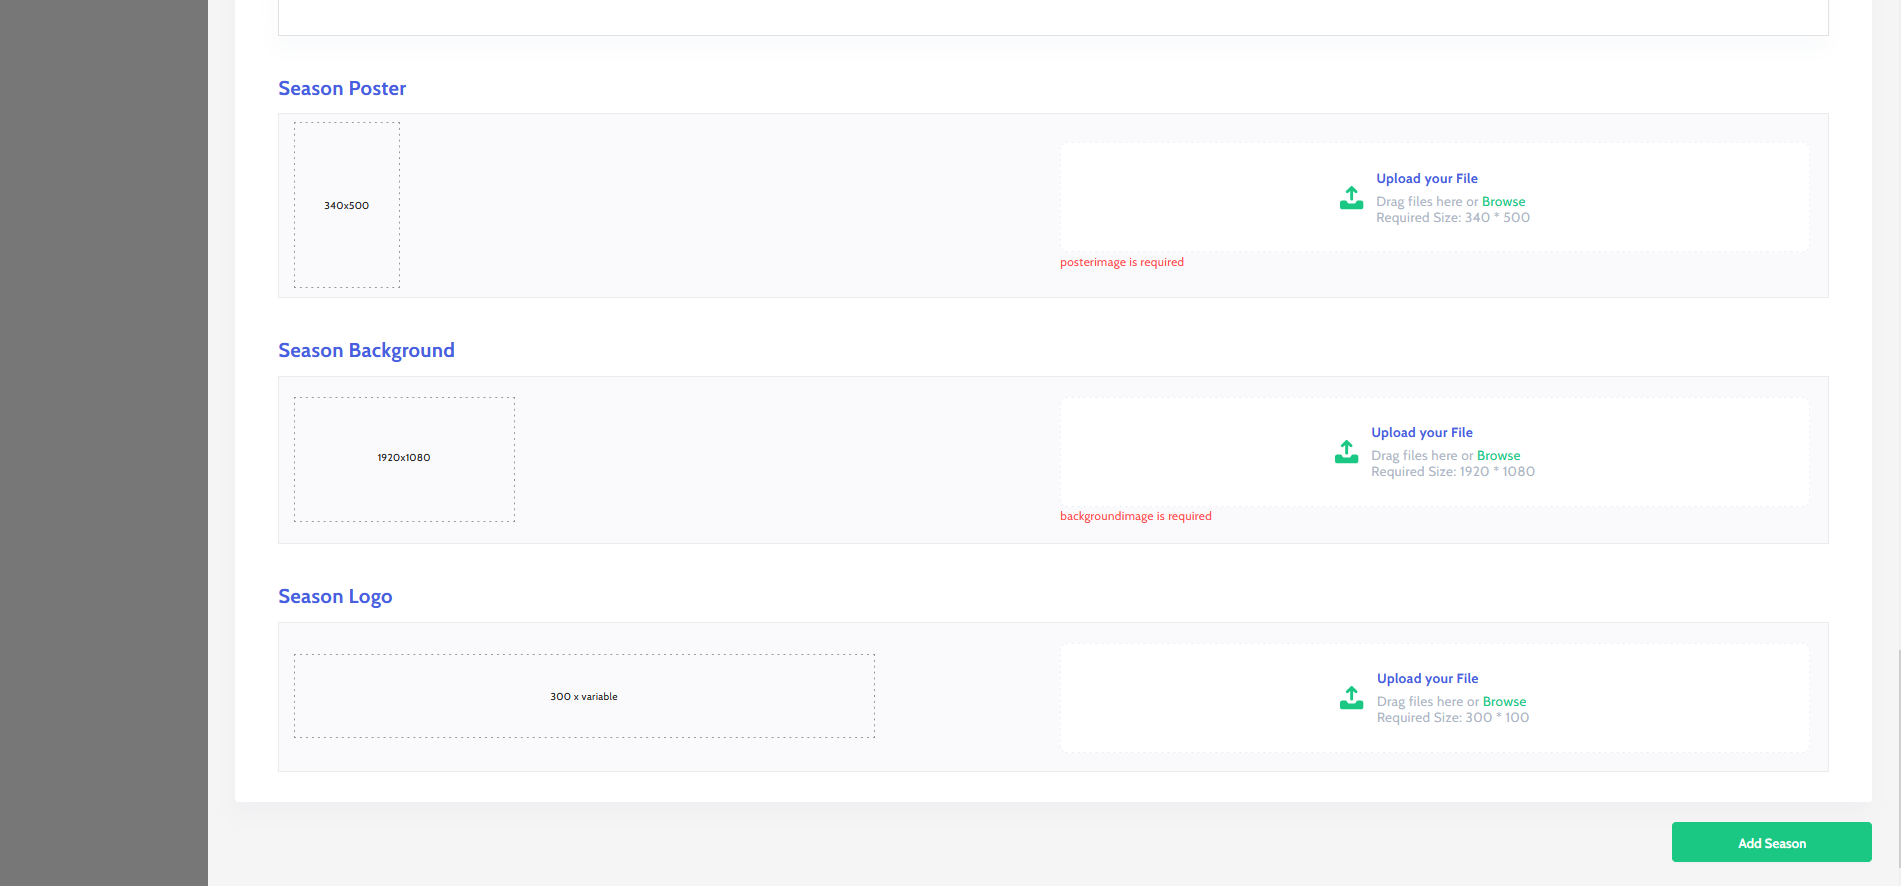 Season Poster
340x500
Upload your File
Drag files here or Browse
Required Size: 340 * 500
posterimage is required
Season Background
1920x1080
Upload your File
Drag files here or Browse
Required Size: 1920 * 1080
backgroundimage is required
Season Logo
300 x variable
Upload your File
Drag files here or Browse
Required Size: 300 * 100
Add Season